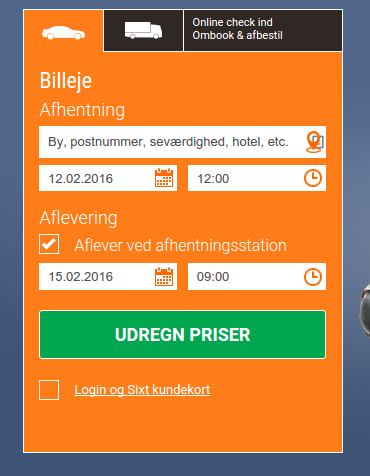 Online check ind
Ombook & afbestil
Billeje
Afhentning
By, postnummer, seværdighed, hotel, etc.
12.02.2016 12:00
Aflevering
Aflever ved afhentningsstation
15.02.2016 09:00
UDREGN PRISER
Login og Sixt kundekort